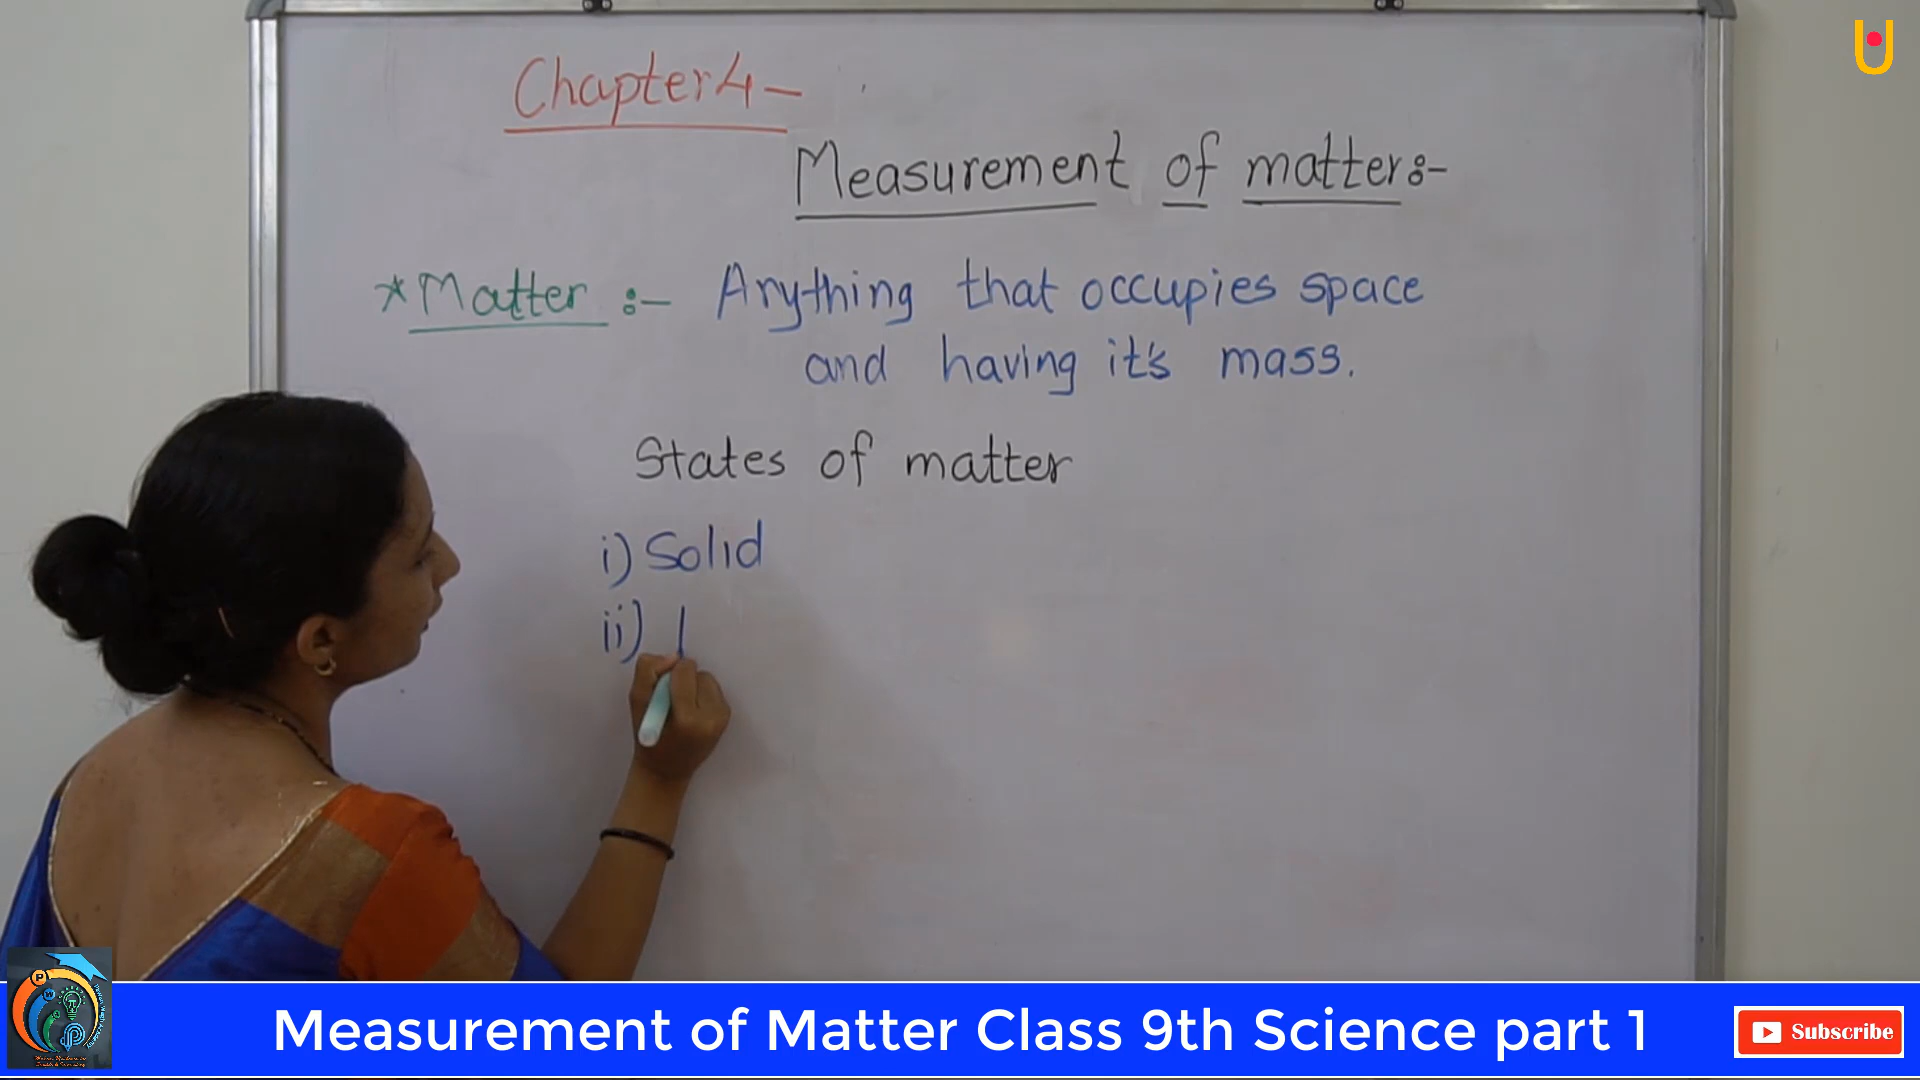 Chapter 4 -
Measurement of matter :-
* Matter :- Anything that occupies space
and having it's mass.
States of matter
i) Solid
ii) l
Measurement of Matter Class 9th Science part 1
Subscribe